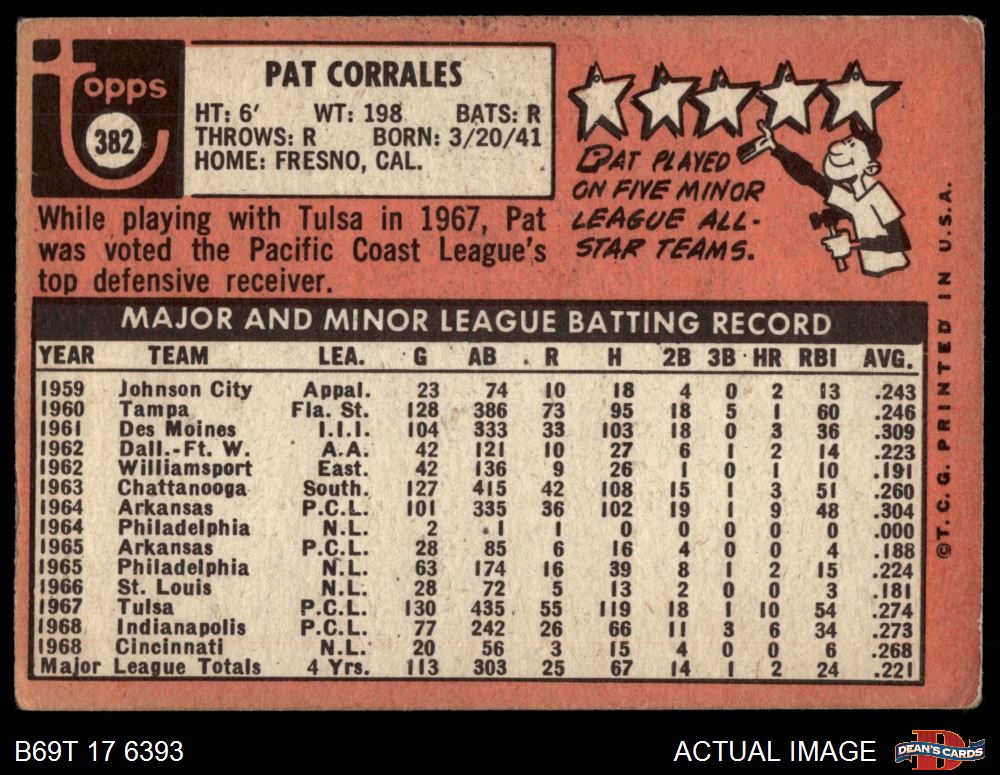 topps
382
PAT CORRALES
HT: 6' WT: 198 BATS: R
THROWS: R BORN: 3/20/41
HOME: FRESNO, CAL.
While playing with Tulsa in 1967, Pat
was voted the Pacific Coast League's
top defensive receiver.
PAT PLAYED
ON FIVE MINOR
LEAGUE ALL-
STAR TEAMS.
MAJOR AND MINOR LEAGUE BATTING RECORD
YEAR TEAM LEA. G AB R H 2B 3B HR RBI AVG.
1959 Johnson City Appal. 23 74 10 18 4 0 2 13 .243
1960 Tampa Fla. St. 128 386 73 95 18 5 1 60 .246
1961 Des Moines I.I.I. 104 333 33 103 18 0 3 36 .309
1962 Dall.-Ft. W. A.A. 42 121 10 27 6 1 2 14 .223
1962 Williamsport East. 42 136 9 26 1 0 1 10 .191
1963 Chattanooga South. 127 415 42 108 15 1 3 51 .260
1964 Arkansas P.C.L. 101 335 36 102 19 1 9 48 .304
1964 Philadelphia N.L. 2 1 1 0 0 0 0 0 .000
1965 Arkansas P.C.L. 28 85 6 16 4 0 0 4 .188
1965 Philadelphia N.L. 63 174 16 39 8 1 2 15 .224
1966 St. Louis N.L. 28 72 5 13 2 0 0 3 .181
1967 Tulsa P.C.L. 130 435 55 119 18 1 10 54 .274
1968 Indianapolis P.C.L. 77 242 26 66 11 3 6 34 .273
1968 Cincinnati N.L. 20 56 3 15 4 0 0 6 .268
Major League Totals 4 Yrs. 113 303 25 67 14 1 2 24 .221
©T. C. G. PRINTED IN U.S.A.
B69T 17 6393
ACTUAL IMAGE
DEAN'S CARDS